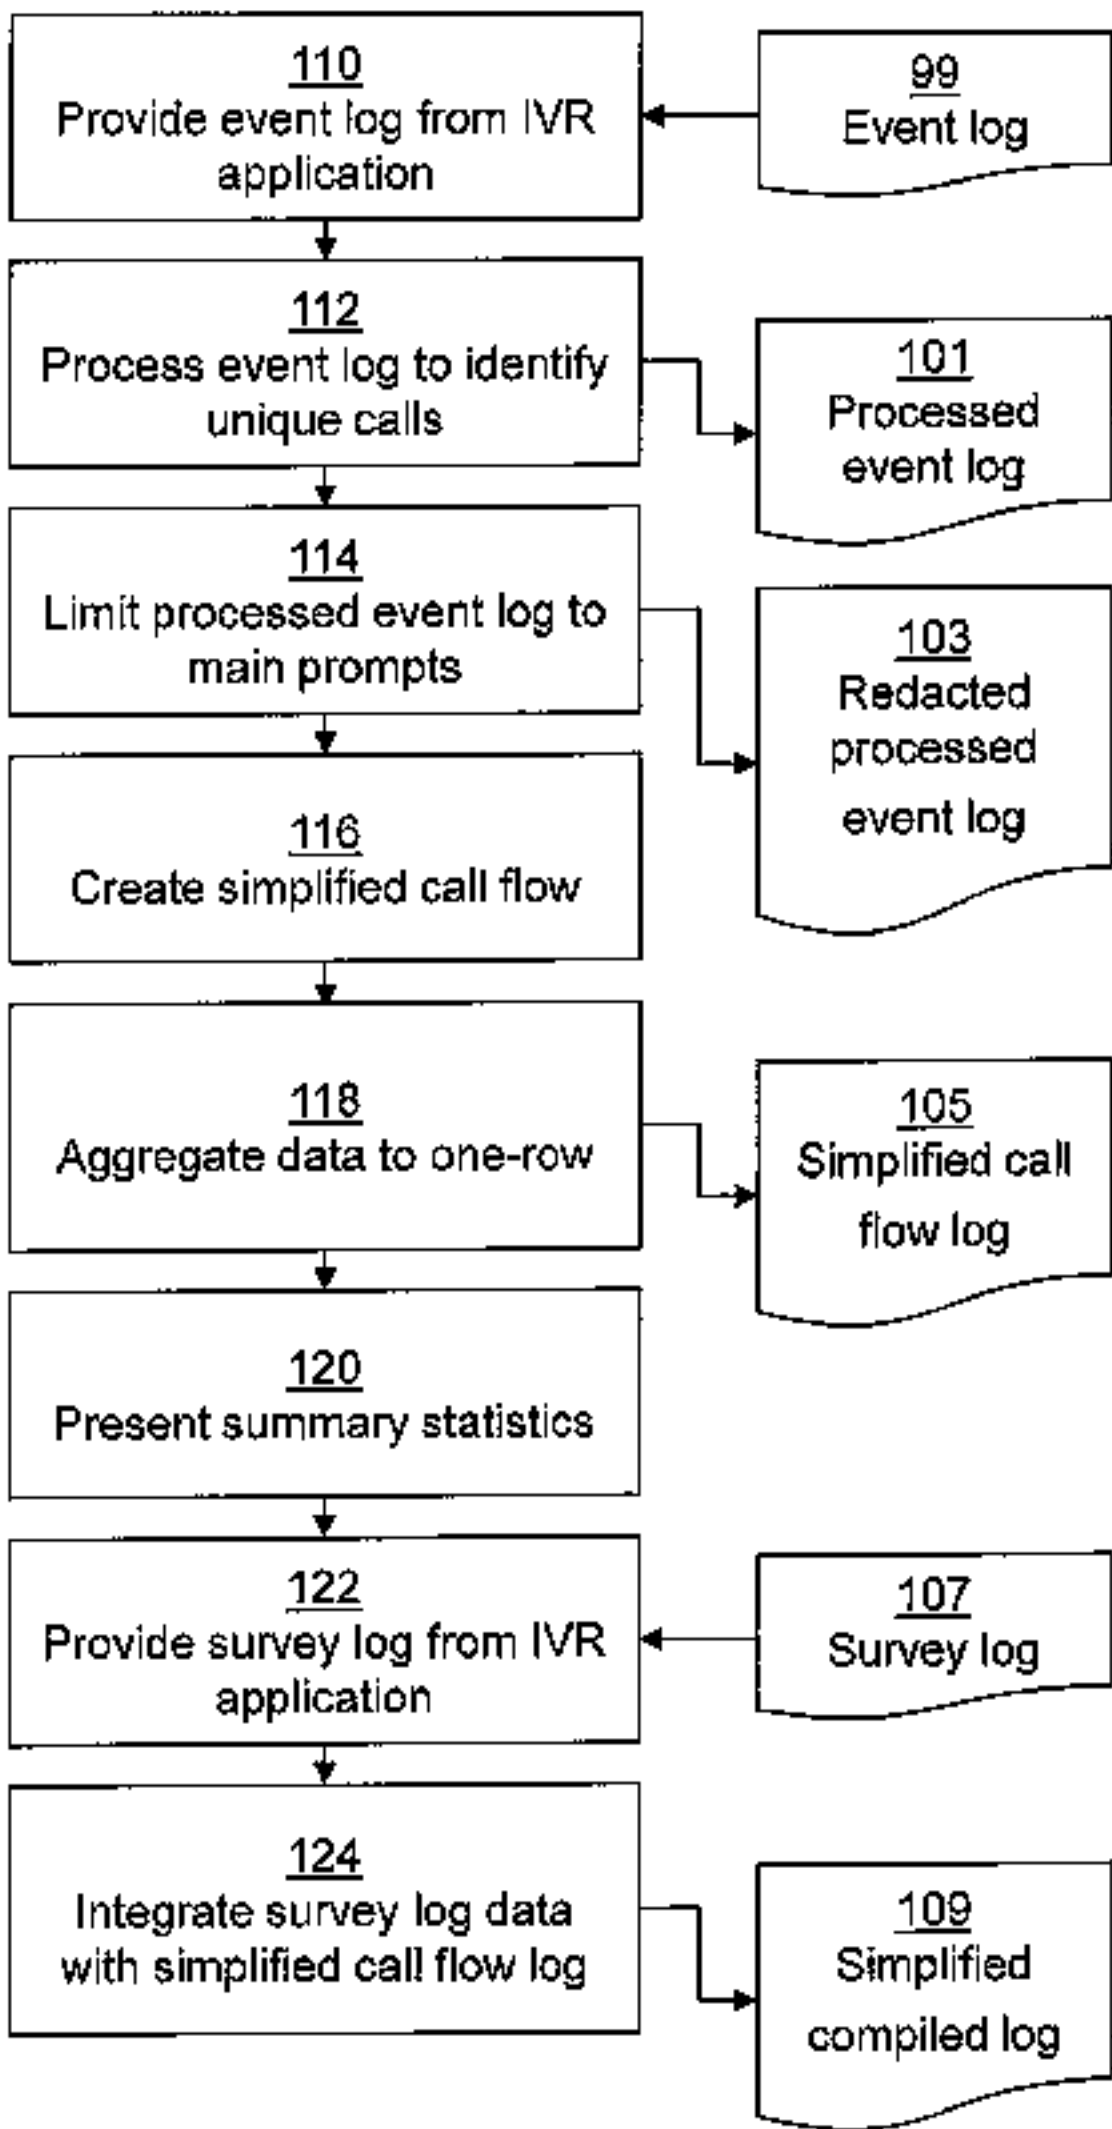 110
Provide event log from IVR
application
99
Event log
112
Process event log to identify
unique calls
101
Processed
event log
114
Limit processed event log to
main prompts
103
Redacted
processed
event log
116
Create simplified call flow
118
Aggregate data to one-row
105
Simplified call
flow log
120
Present summary statistics
122
Provide survey log from IVR
application
107
Survey log
124
Integrate survey log data
with simplified call flow log
109
Simplified
compiled log